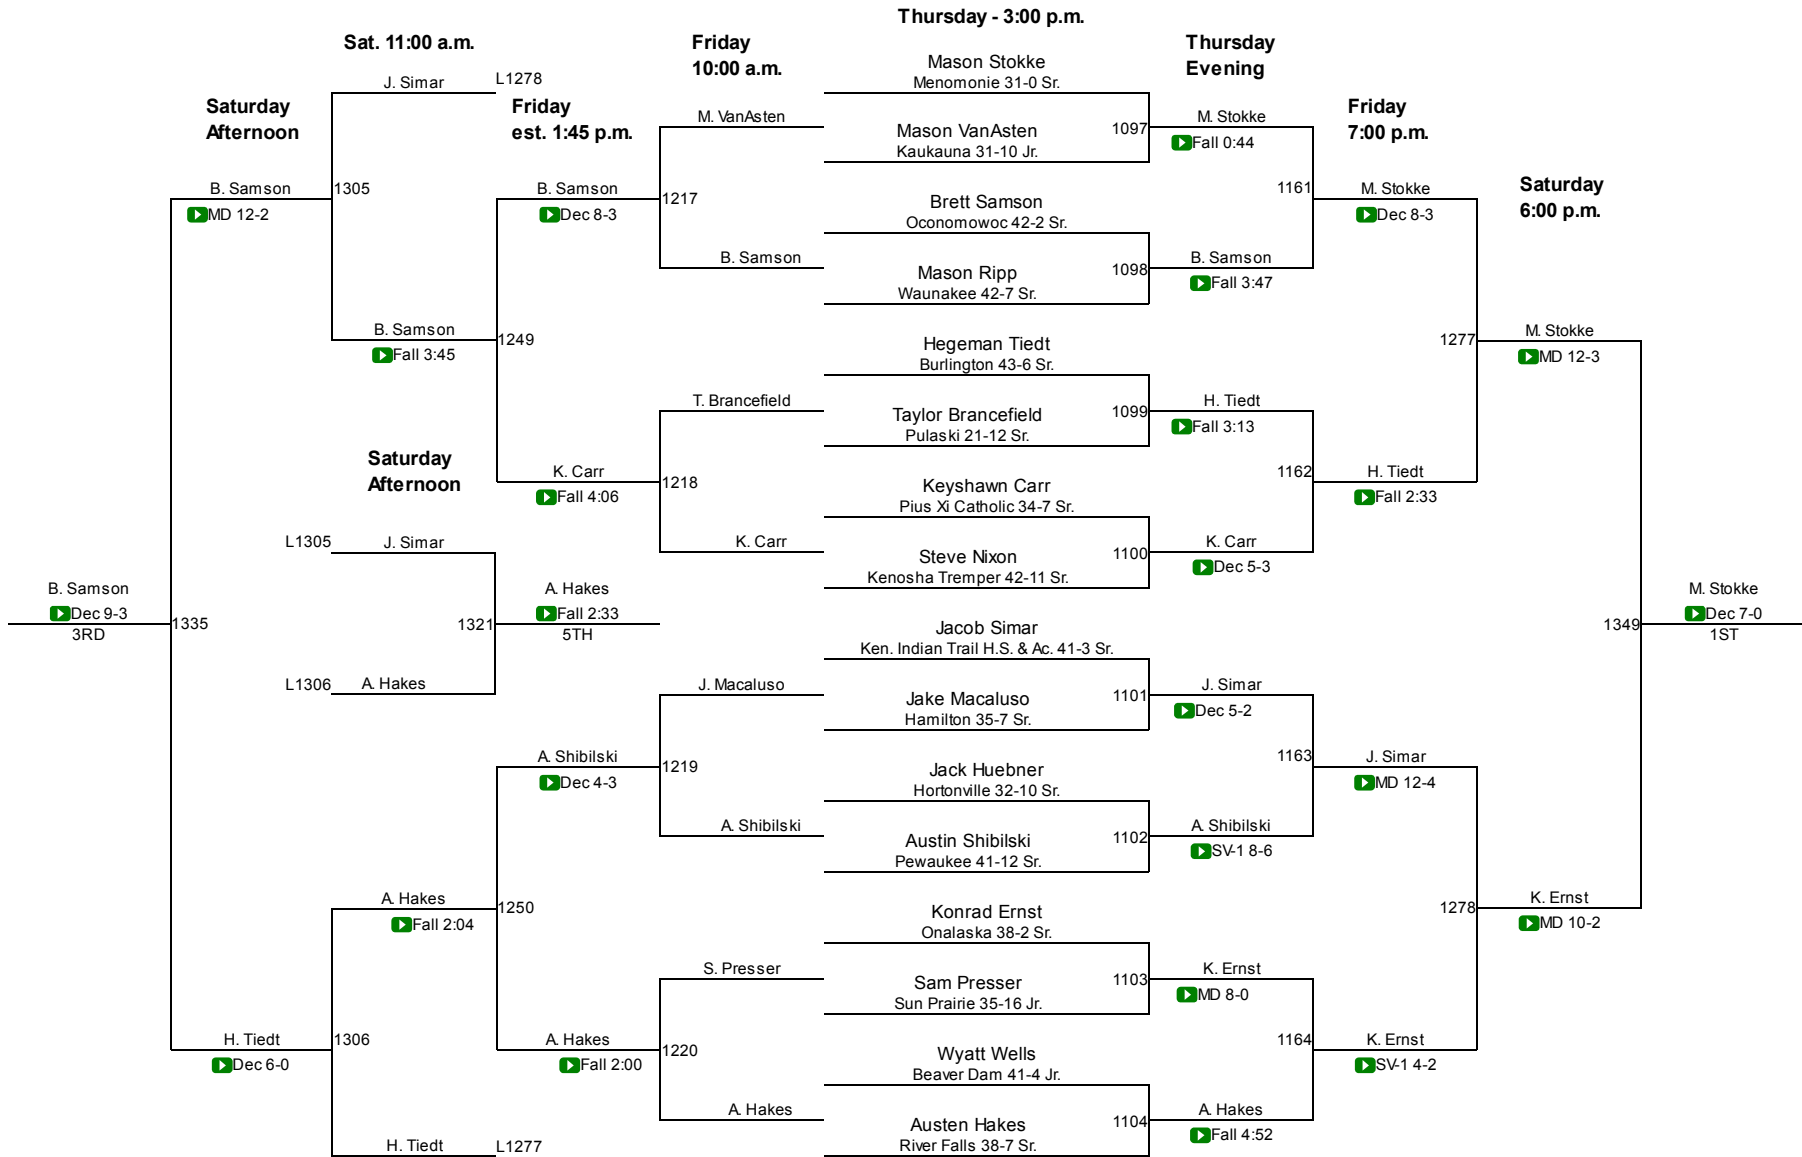 Thursday - 3:00 p.m.
Sat. 11:00 a.m.
Friday
10:00 a.m.
Thursday
Evening
Saturday
Afternoon
Friday
est. 1:45 p.m.
Friday
7:00 p.m.
Saturday
6:00 p.m.
Saturday
Afternoon
Mason Stokke
Menomonie 31-0 Sr.
1097
Mason VanAsten
Kaukauna 31-10 Jr.
Brett Samson
Oconomowoc 42-2 Sr.
1098
Mason Ripp
Waunakee 42-7 Sr.
Hegeman Tiedt
Burlington 43-6 Sr.
1099
Taylor Brancefield
Pulaski 21-12 Sr.
Keyshawn Carr
Pius Xi Catholic 34-7 Sr.
1100
Steve Nixon
Kenosha Tremper 42-11 Sr.
Jacob Simar
Ken. Indian Trail H.S. & Ac. 41-3 Sr.
1101
Jake Macaluso
Hamilton 35-7 Sr.
Jack Huebner
Hortonville 32-10 Sr.
1102
Austin Shibilski
Pewaukee 41-12 Sr.
Konrad Ernst
Onalaska 38-2 Sr.
1103
Sam Presser
Sun Prairie 35-16 Jr.
Wyatt Wells
Beaver Dam 41-4 Jr.
1104
Austen Hakes
River Falls 38-7 Sr.
M. Stokke
Fall 0:44
1161
B. Samson
Fall 3:47
H. Tiedt
Fall 3:13
1162
K. Carr
Dec 5-3
J. Simar
Dec 5-2
1163
A. Shibilski
SV-1 8-6
K. Ernst
MD 8-0
1164
A. Hakes
Fall 4:52
M. Stokke
Dec 8-3
1277
H. Tiedt
Fall 2:33
J. Simar
MD 12-4
1278
K. Ernst
SV-1 4-2
M. Stokke
MD 12-3
1349
K. Ernst
MD 10-2
M. Stokke
Dec 7-0
1ST
M. VanAsten
1217
B. Samson
T. Brancefield
1218
K. Carr
J. Macaluso
1219
A. Shibilski
S. Presser
1220
A. Hakes
B. Samson
Dec 8-3
1249
K. Carr
Fall 4:06
A. Shibilski
Dec 4-3
1250
A. Hakes
Fall 2:00
J. Simar
L1278
1305
B. Samson
Fall 3:45
A. Hakes
Fall 2:04
1306
H. Tiedt
L1277
B. Samson
MD 12-2
1335
H. Tiedt
Dec 6-0
B. Samson
Dec 9-3
3RD
L1305
J. Simar
1321
L1306
A. Hakes
A. Hakes
Fall 2:33
5TH